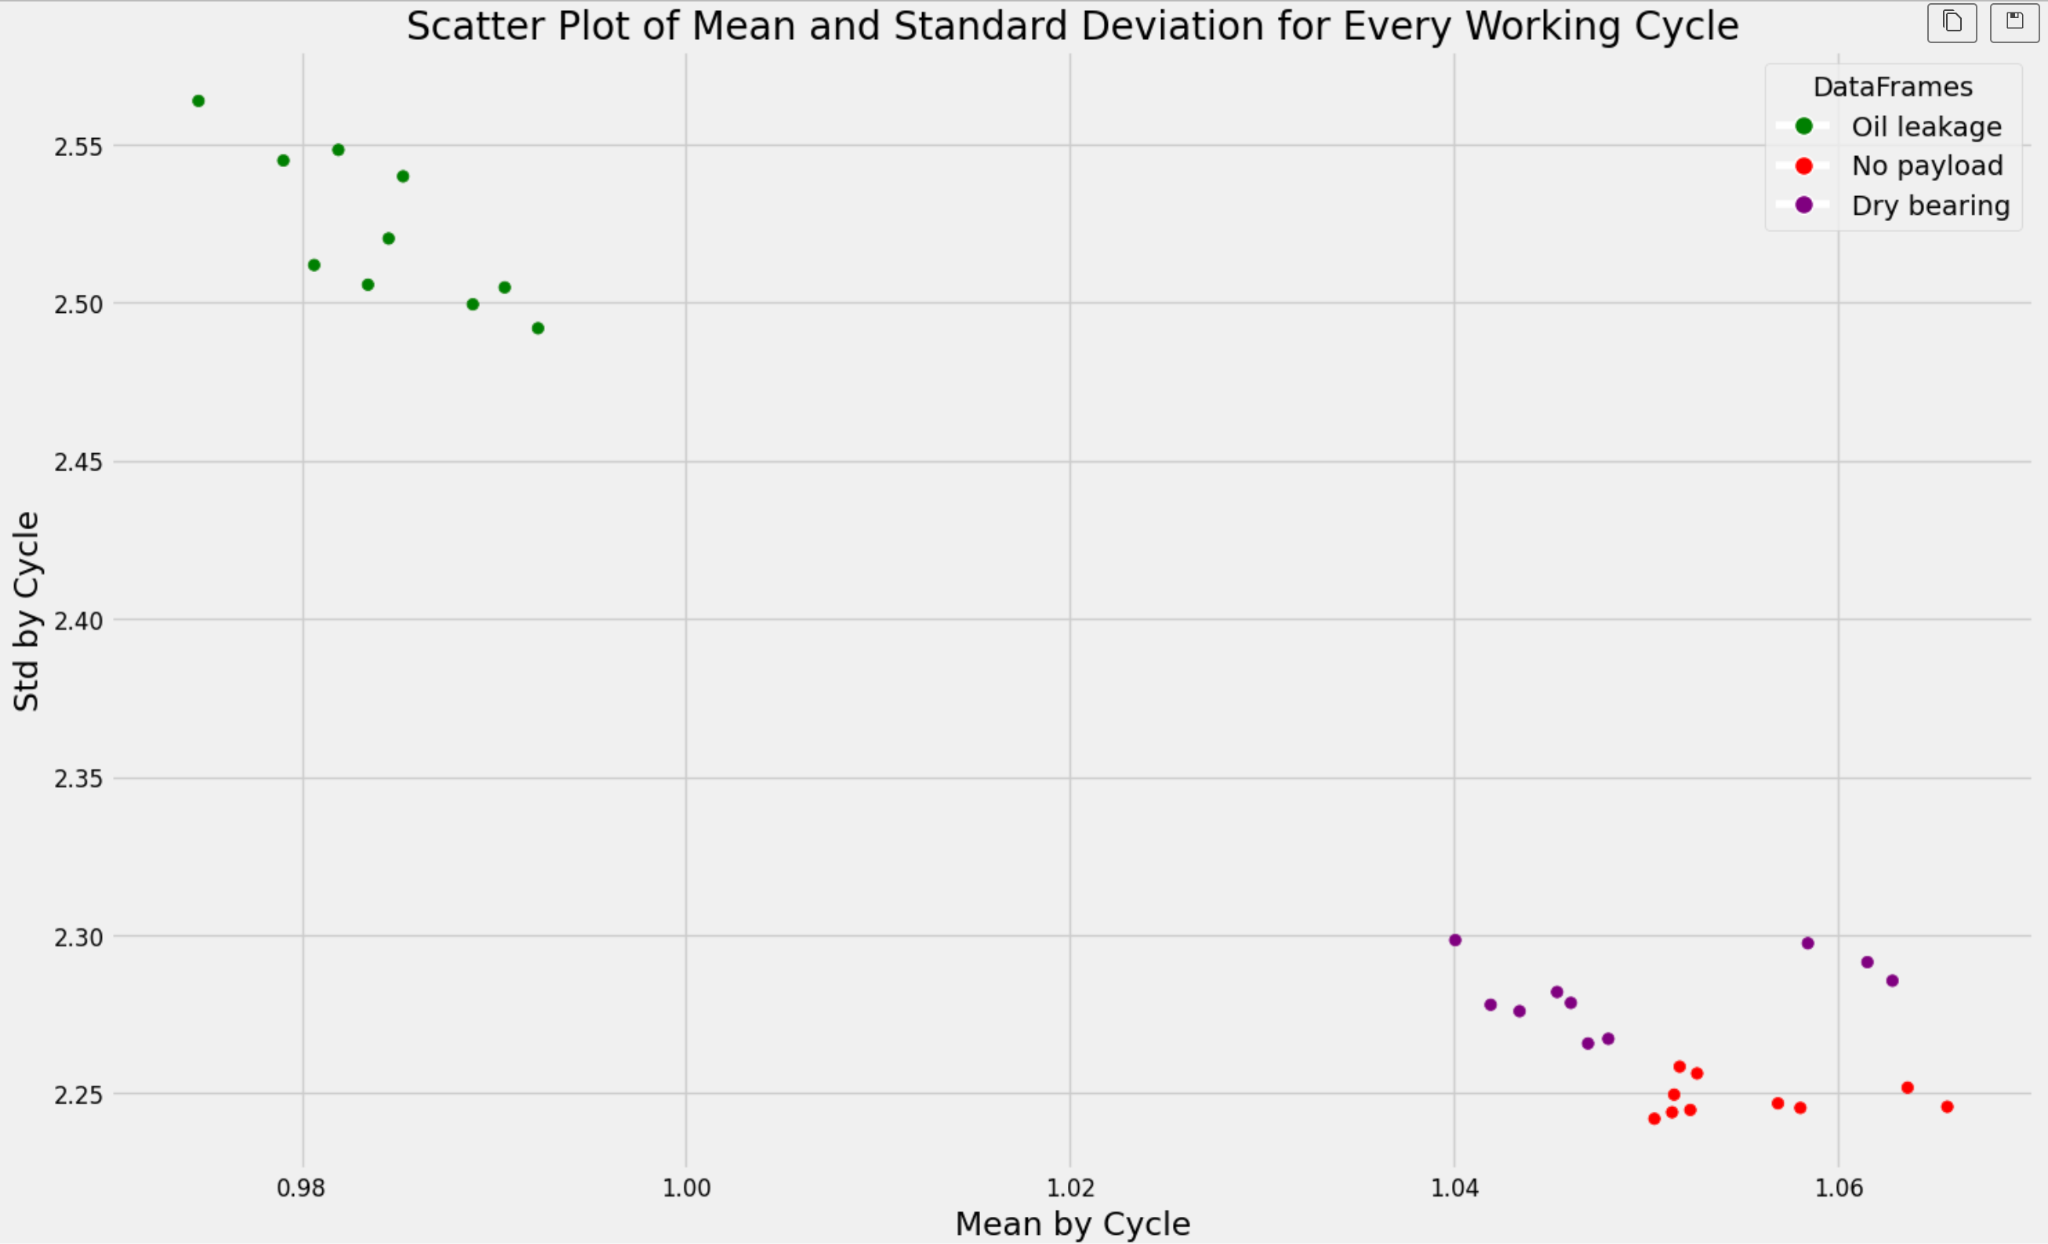 Scatter Plot of Mean and Standard Deviation for Every Working Cycle
DataFrames
Oil leakage
No payload
Dry bearing
2.55
2.50
2.45
2.40
2.35
2.30
2.25
Std by Cycle
0.98 1.00 1.02 1.04 1.06
Mean by Cycle